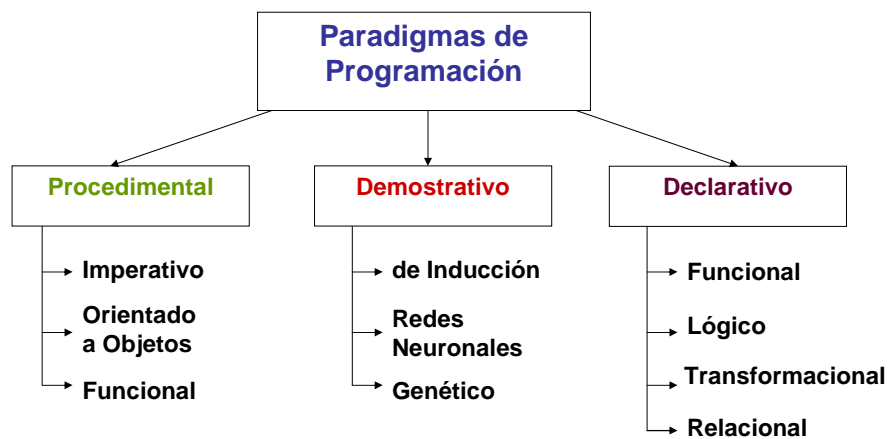 Paradigmas de
Programación
Procedimental
Imperativo
Orientado
a Objetos
Funcional
Demostrativo
de Inducción
Redes
Neuronales
Genético
Declarativo
Funcional
Lógico
Transformacional
Relacional